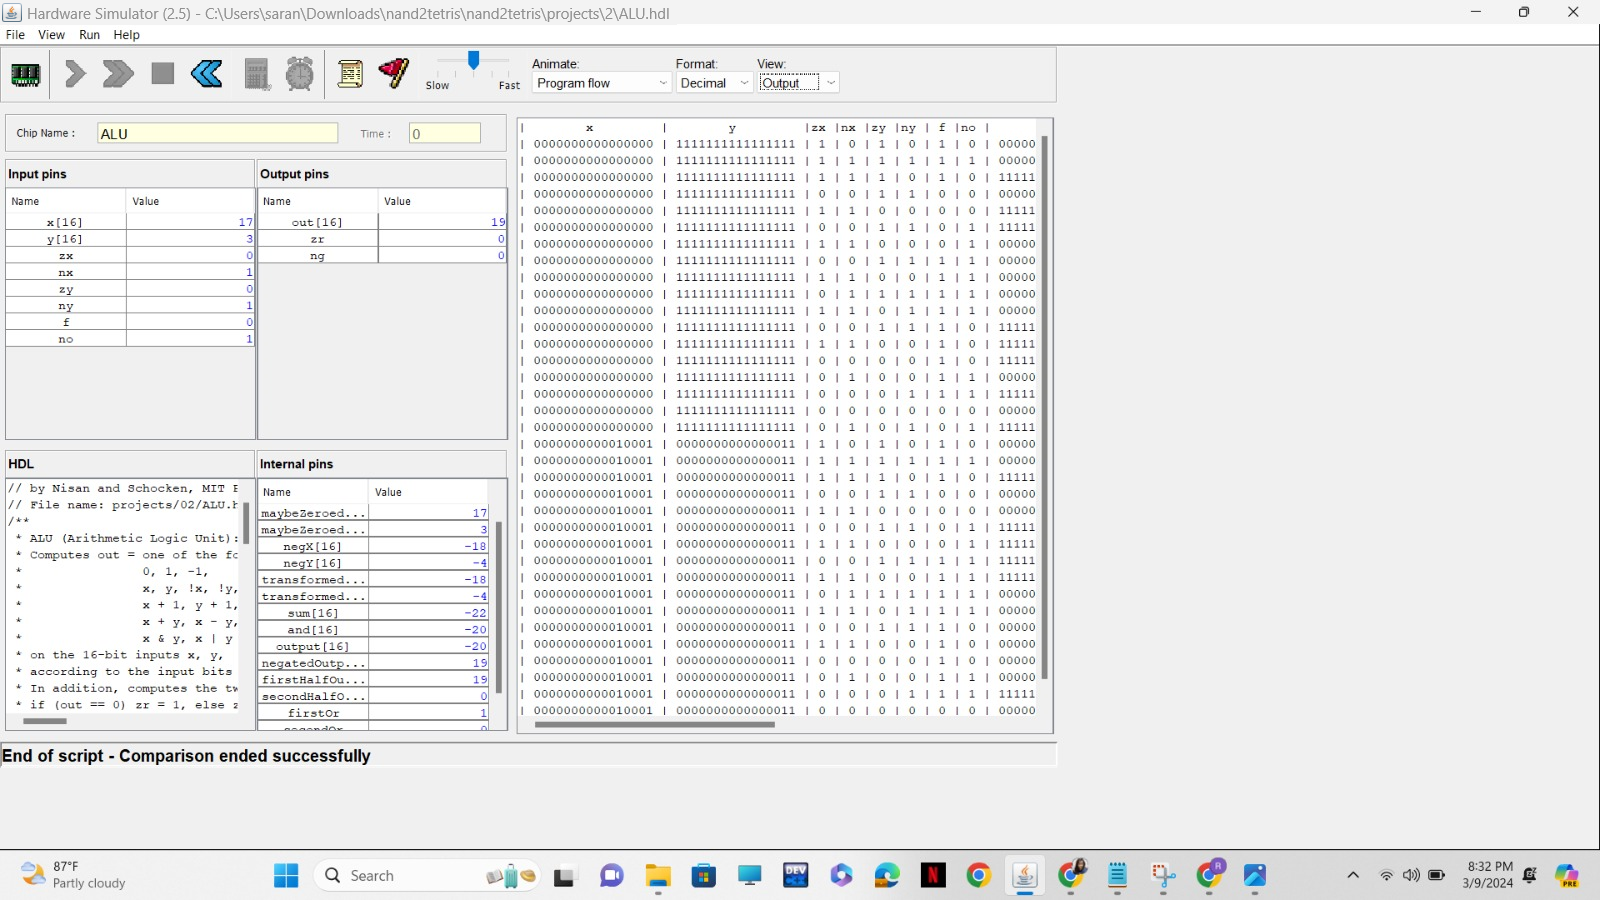 Hardware Simulator (2.5) - C:\Users\saran\Downloads\nand2tetris\nand2tetris\projects\2\ALU.hdl
File View Run Help
Slow Fast
Animate: Format: View:
Program flow Decimal Output
Chip Name : ALU Time : 0
Input pins
Name Value
x[16] 17
y[16] 3
zx 0
nx 1
zy 0
ny 1
f 0
no 1
Output pins
Name Value
out[16] 19
zr 0
ng 0
HDL
// by Nisan and Schocken, MIT
// File name: projects/02/ALU.h
/**
* ALU (Arithmetic Logic Unit):
* Computes out = one of the fo
* 0, 1, -1,
* x, y, !x, !y,
* x + 1, y + 1,
* x + y, x - y,
* x & y, x | y
* on the 16-bit inputs x, y,
* according to the input bits
* In addition, computes the tw
* if (out == 0) zr = 1, else z
Internal pins
Name Value
maybeZeroed... 17
maybeZeroed... 3
negX[16] -18
negY[16] -4
transformed... -18
transformed... -4
sum[16] -22
and[16] -20
output[16] -20
negatedOutp... 19
firstHalfOu... 19
secondHalfO... 0
firstOr 1
secondOr 0
| x | y |zx |nx |zy |ny | f |no |
| 0000000000000000 | 1111111111111111 | 1 | 0 | 1 | 0 | 1 | 0 | 00000
| 0000000000000000 | 1111111111111111 | 1 | 1 | 1 | 1 | 1 | 1 | 00000
| 0000000000000000 | 1111111111111111 | 1 | 1 | 1 | 0 | 1 | 0 | 11111
| 0000000000000000 | 1111111111111111 | 0 | 0 | 1 | 1 | 0 | 0 | 00000
| 0000000000000000 | 1111111111111111 | 1 | 1 | 0 | 0 | 0 | 0 | 11111
| 0000000000000000 | 1111111111111111 | 0 | 0 | 1 | 1 | 0 | 1 | 11111
| 0000000000000000 | 1111111111111111 | 1 | 1 | 0 | 0 | 0 | 1 | 00000
| 0000000000000000 | 1111111111111111 | 0 | 0 | 1 | 1 | 1 | 1 | 00000
| 0000000000000000 | 1111111111111111 | 1 | 1 | 0 | 0 | 1 | 1 | 00000
| 0000000000000000 | 1111111111111111 | 0 | 1 | 1 | 1 | 1 | 1 | 00000
| 0000000000000000 | 1111111111111111 | 1 | 1 | 0 | 1 | 1 | 1 | 00000
| 0000000000000000 | 1111111111111111 | 0 | 0 | 1 | 1 | 1 | 0 | 11111
| 0000000000000000 | 1111111111111111 | 1 | 1 | 0 | 0 | 1 | 0 | 11111
| 0000000000000000 | 1111111111111111 | 0 | 0 | 0 | 0 | 1 | 0 | 11111
| 0000000000000000 | 1111111111111111 | 0 | 1 | 0 | 0 | 1 | 1 | 00000
| 0000000000000000 | 1111111111111111 | 0 | 0 | 0 | 1 | 1 | 1 | 11111
| 0000000000000000 | 1111111111111111 | 0 | 0 | 0 | 0 | 0 | 0 | 00000
| 0000000000000000 | 1111111111111111 | 0 | 1 | 0 | 1 | 0 | 1 | 11111
| 0000000000010001 | 0000000000000011 | 1 | 0 | 1 | 0 | 1 | 0 | 00000
| 0000000000010001 | 0000000000000011 | 1 | 1 | 1 | 1 | 1 | 1 | 00000
| 0000000000010001 | 0000000000000011 | 1 | 1 | 1 | 0 | 1 | 0 | 11111
| 0000000000010001 | 0000000000000011 | 0 | 0 | 1 | 1 | 0 | 0 | 00000
| 0000000000010001 | 0000000000000011 | 1 | 1 | 0 | 0 | 0 | 0 | 00000
| 0000000000010001 | 0000000000000011 | 0 | 0 | 1 | 1 | 0 | 1 | 11111
| 0000000000010001 | 0000000000000011 | 1 | 1 | 0 | 0 | 0 | 1 | 11111
| 0000000000010001 | 0000000000000011 | 0 | 0 | 1 | 1 | 1 | 1 | 11111
| 0000000000010001 | 0000000000000011 | 1 | 1 | 0 | 0 | 1 | 1 | 11111
| 0000000000010001 | 0000000000000011 | 0 | 1 | 1 | 1 | 1 | 1 | 00000
| 0000000000010001 | 0000000000000011 | 1 | 1 | 0 | 1 | 1 | 1 | 00000
| 0000000000010001 | 0000000000000011 | 0 | 0 | 1 | 1 | 1 | 0 | 00000
| 0000000000010001 | 0000000000000011 | 1 | 1 | 0 | 0 | 1 | 0 | 00000
| 0000000000010001 | 0000000000000011 | 0 | 0 | 0 | 0 | 1 | 0 | 00000
| 0000000000010001 | 0000000000000011 | 0 | 1 | 0 | 0 | 1 | 1 | 00000
| 0000000000010001 | 0000000000000011 | 0 | 0 | 0 | 1 | 1 | 1 | 11111
| 0000000000010001 | 0000000000000011 | 0 | 0 | 0 | 0 | 0 | 0 | 00000
End of script - Comparison ended successfully
87°F
Partly cloudy
Search
DEV
N
R
PRE
8:32 PM
3/9/2024